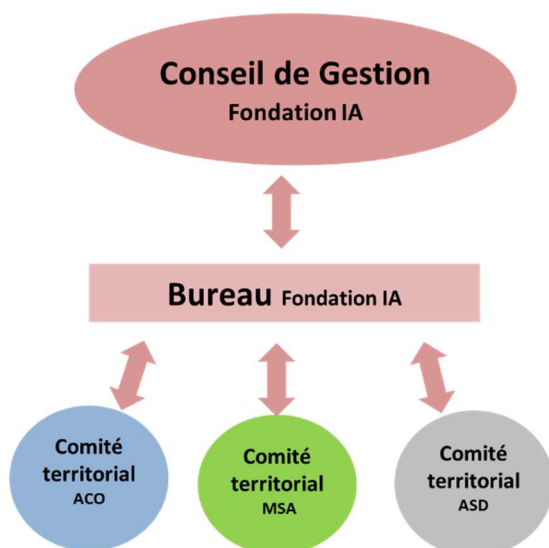 Conseil de Gestion
Fondation IA
Bureau Fondation IA
Comité
territorial
ACO
Comité
territorial
MSA
Comité
territorial
ASD